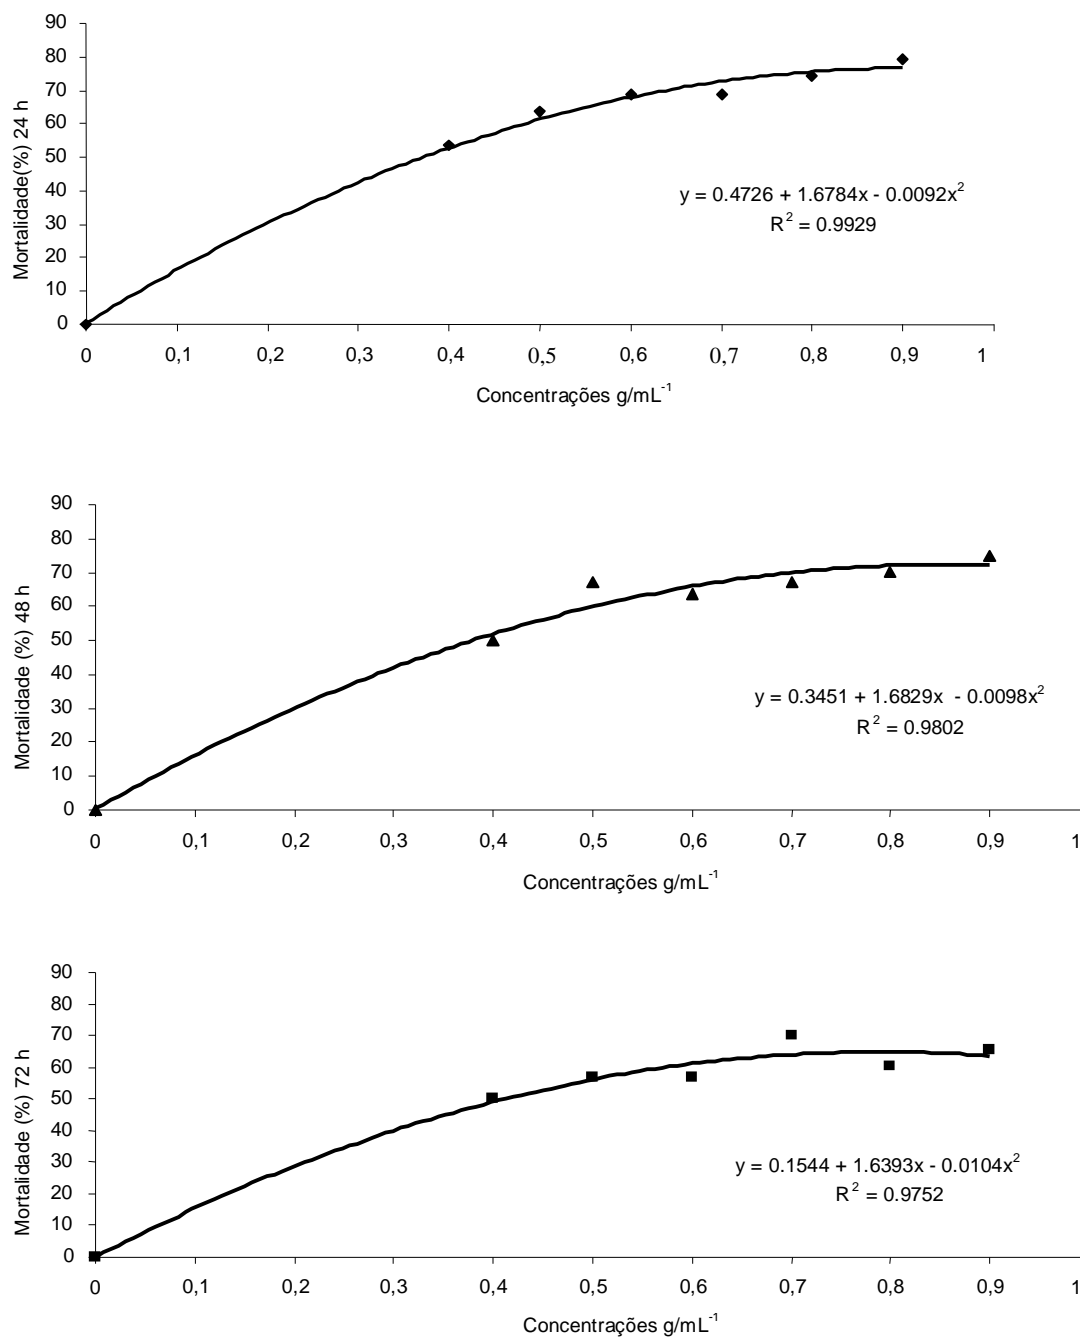 90
80
70
60
50
40
30
20
10
0
Mortalidade(%) 24 h
y = 0.4726 + 1.6784x - 0.0092x²
R² = 0.9929
0 0,1 0,2 0,3 0,4 0,5 0,6 0,7 0,8 0,9 1
Concentrações g/mL⁻¹
90
80
70
60
50
40
30
20
10
0
Mortalidade (%) 48 h
y = 0.3451 + 1.6829x - 0.0098x²
R² = 0.9802
0 0,1 0,2 0,3 0,4 0,5 0,6 0,7 0,8 0,9 1
Concentrações g/mL⁻¹
90
80
70
60
50
40
30
20
10
0
Mortalidade (%) 72 h
y = 0.1544 + 1.6393x - 0.0104x²
R² = 0.9752
0 0,1 0,2 0,3 0,4 0,5 0,6 0,7 0,8 0,9 1
Concentrações g/mL⁻¹